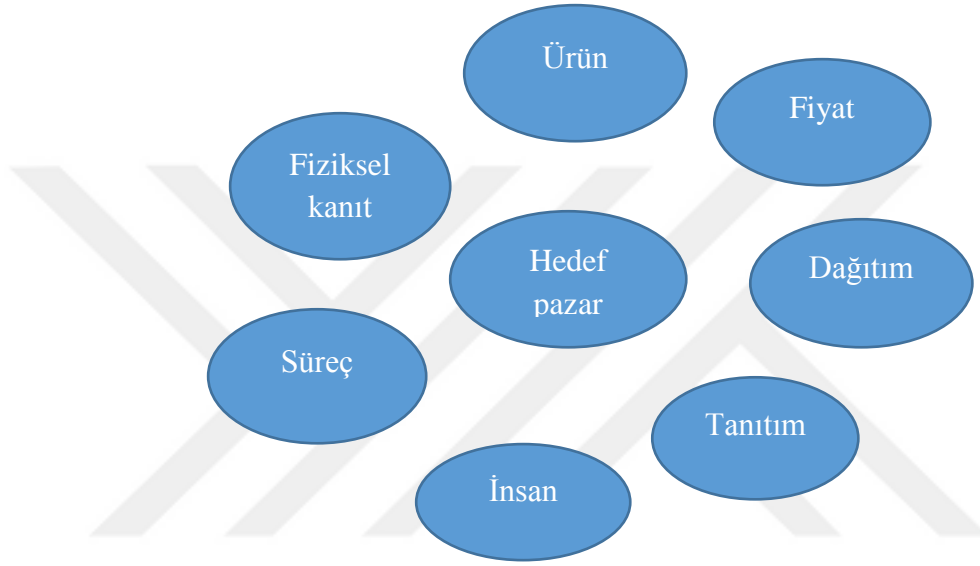 Ürün
Fiyat
Fiziksel
kanıt
Hedef
pazar
Dağıtım
Süreç
Tanıtım
İnsan